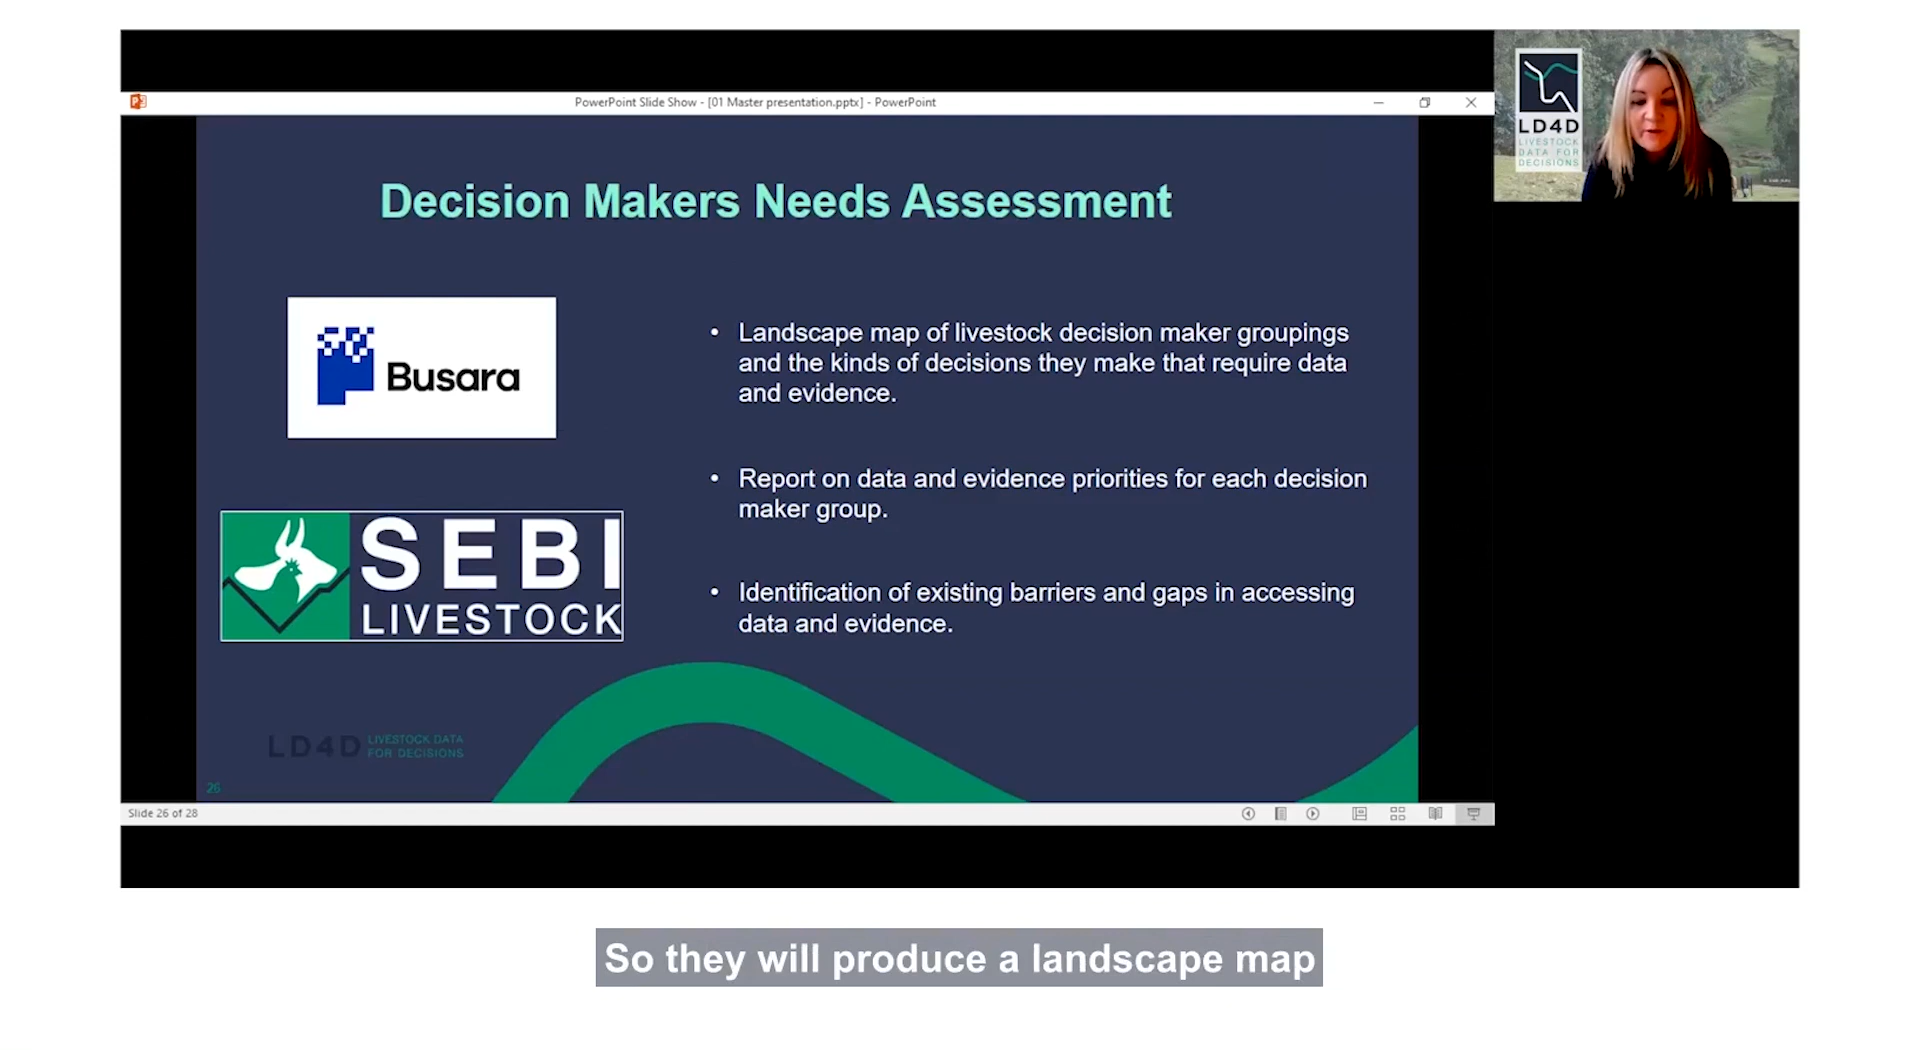 PowerPoint Slide Show - [01 Master presentation.pptx] - PowerPoint
LD4D
LIVESTOCK
DATA FOR
DECISIONS
Decision Makers Needs Assessment
Busara
SEBI
LIVESTOCK
• Landscape map of livestock decision maker groupings
and the kinds of decisions they make that require data
and evidence.
• Report on data and evidence priorities for each decision
maker group.
• Identification of existing barriers and gaps in accessing
data and evidence.
LD4D LIVESTOCK DATA
FOR DECISIONS
26
Slide 26 of 28
So they will produce a landscape map